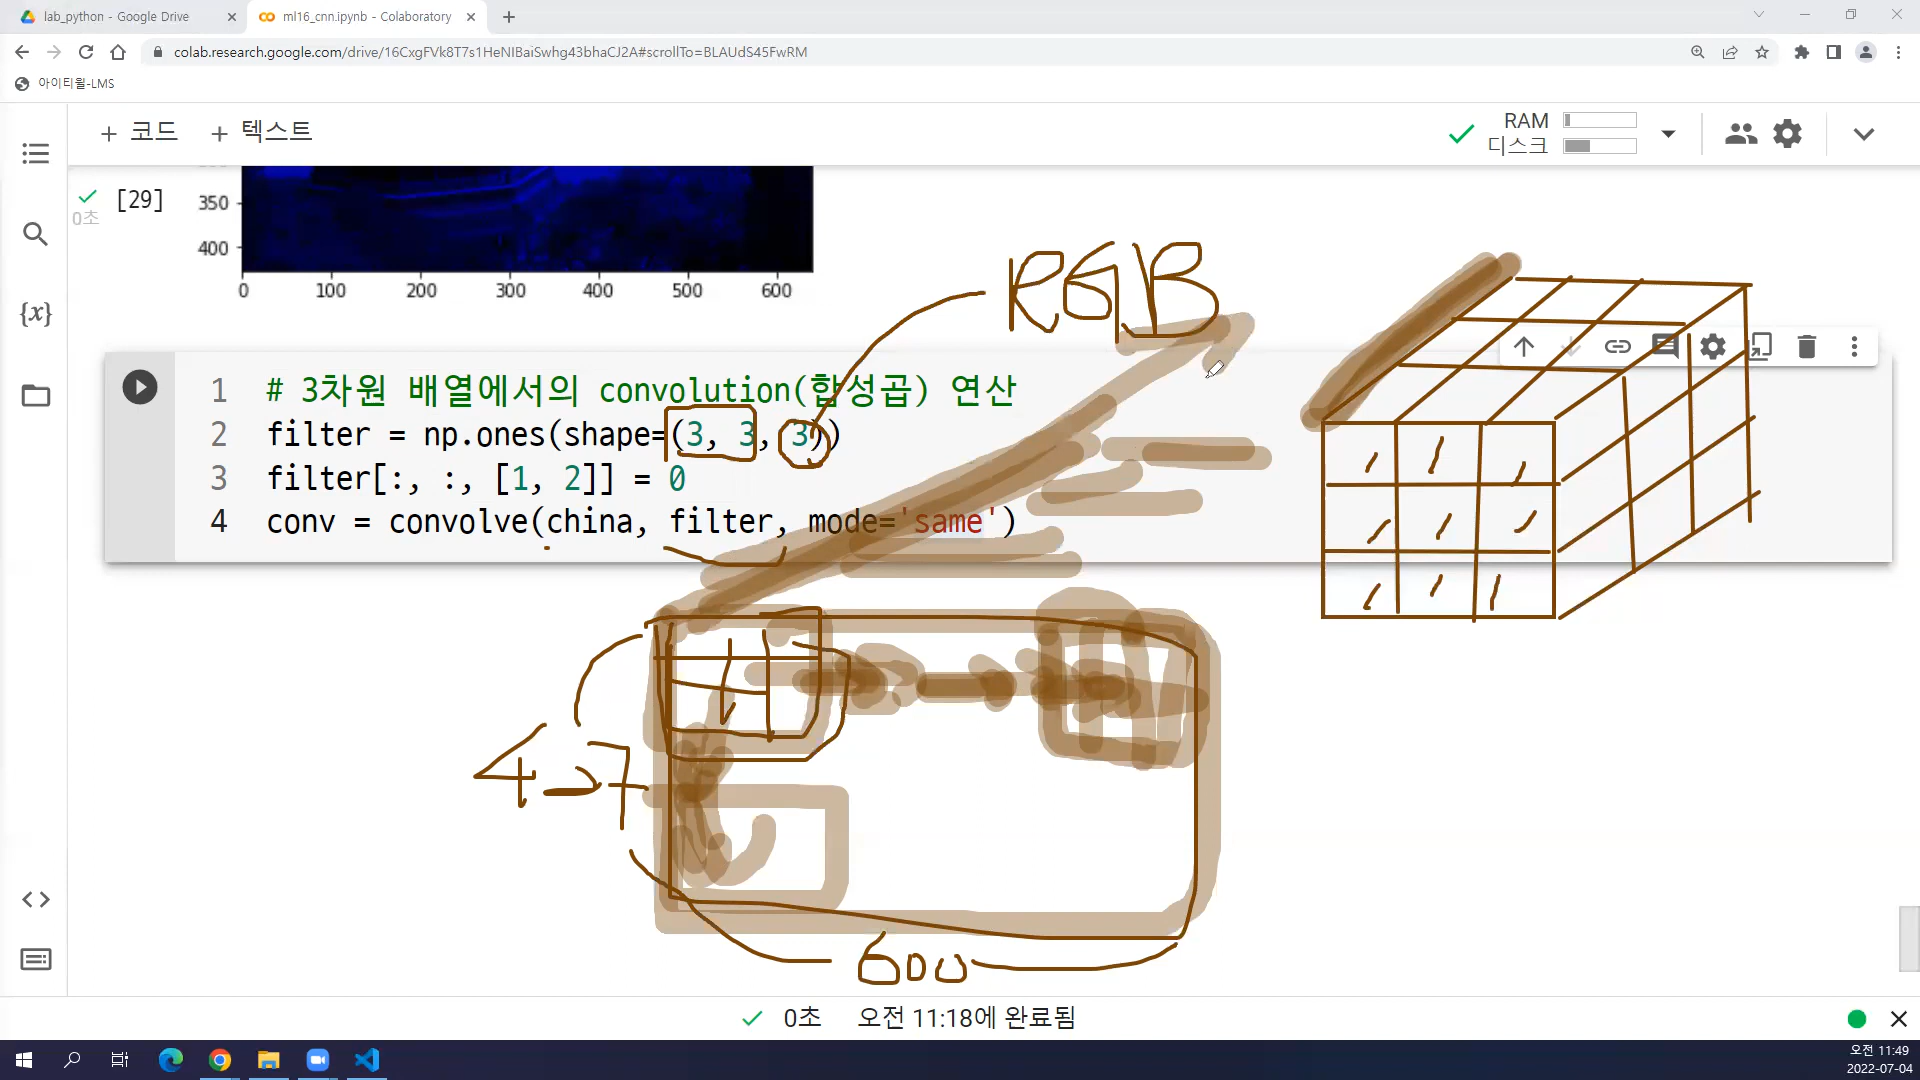 lab_python - Google Drive
ml16_cnn.ipynb - Colaboratory
colab.research.google.com/drive/16CxgFVk8T7s1HeNIBaiSwhg43bhaCJ2A#scrollTo=BLAUdS45FwRM
아이티윌-LMS
+ 코드 + 텍스트
RAM
디스크
{x}
[29]
0초
350
400
0 100 200 300 400 500 600
RGB
1 # 3차원 배열에서의 convolution(합성곱) 연산
2 filter = np.ones(shape=(3, 3, 3))
3 filter[:, :, [1, 2]] = 0
4 conv = convolve(china, filter, mode='same')
600
0초 오전 11:18에 완료됨
오전 11:49
2022-07-04